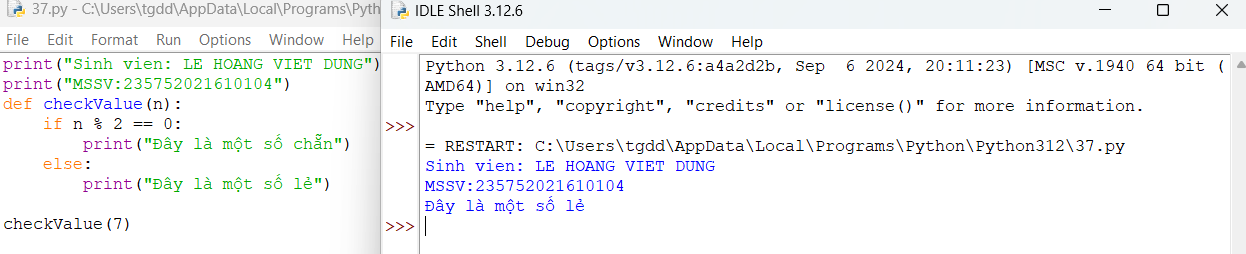 37.py - C:\Users\tgdd\AppData\Local\Programs\Pyth
File Edit Format Run Options Window Help
print("Sinh vien: LE HOANG VIET DUNG")
print("MSSV:235752021610104")
def checkValue(n):
    if n % 2 == 0:
        print("Đây là một số chẵn")
    else:
        print("Đây là một số lẻ")
checkValue(7)
IDLE Shell 3.12.6
File Edit Shell Debug Options Window Help
Python 3.12.6 (tags/v3.12.6:a4a2d2b, Sep  6 2024, 20:11:23) [MSC v.1940 64 bit (
AMD64)] on win32
Type "help", "copyright", "credits" or "license()" for more information.
>>>
= RESTART: C:\Users\tgdd\AppData\Local\Programs\Python\Python312\37.py
Sinh vien: LE HOANG VIET DUNG
MSSV:235752021610104
Đây là một số lẻ
>>>